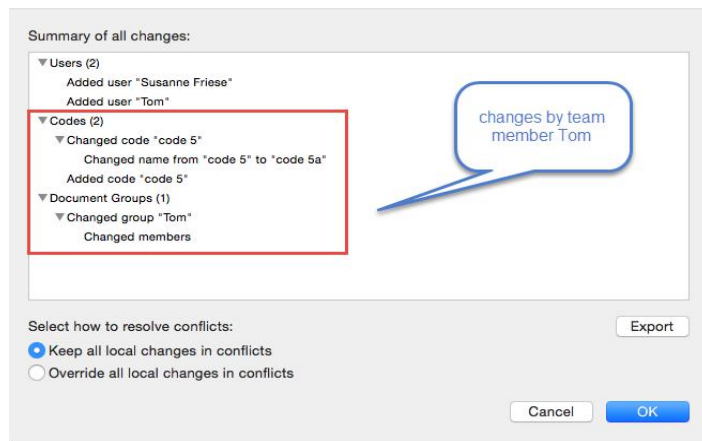 Summary of all changes:
Users (2)
Added user "Susanne Friese"
Added user "Tom"
Codes (2)
Changed code "code 5"
Changed name from "code 5" to "code 5a"
Added code "code 5"
Document Groups (1)
Changed group "Tom"
Changed members
changes by team
member Tom
Select how to resolve conflicts:
Export
Keep all local changes in conflicts
Override all local changes in conflicts
Cancel
OK